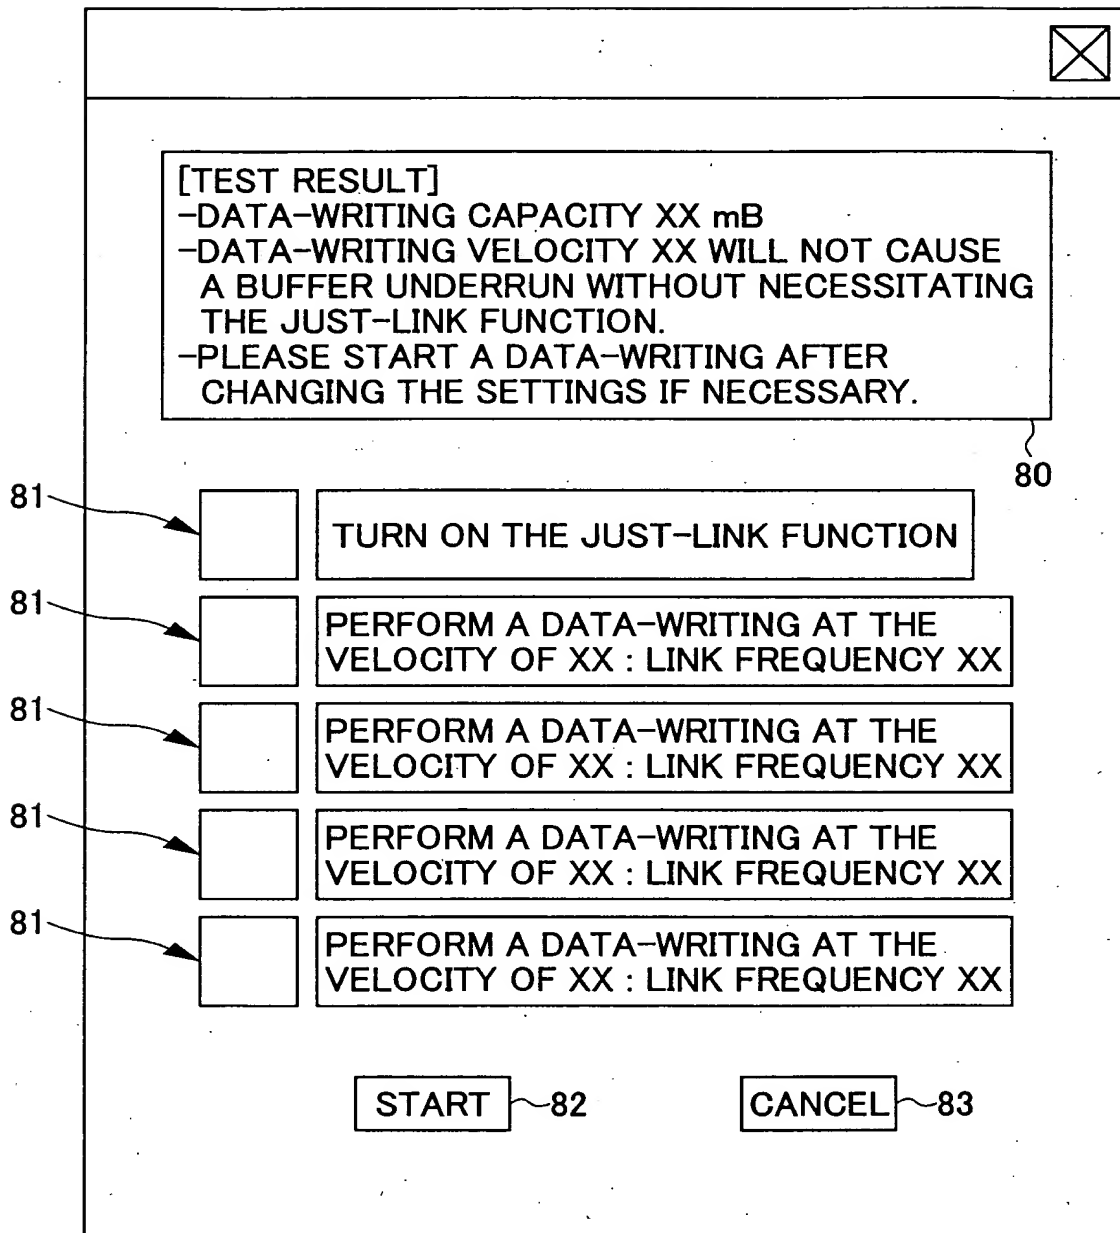 [TEST RESULT]
-DATA-WRITING CAPACITY XX mB
-DATA-WRITING VELOCITY XX WILL NOT CAUSE
A BUFFER UNDERRUN WITHOUT NECESSITATING
THE JUST-LINK FUNCTION.
-PLEASE START A DATA-WRITING AFTER
CHANGING THE SETTINGS IF NECESSARY.
80
81
TURN ON THE JUST-LINK FUNCTION
81
PERFORM A DATA-WRITING AT THE
VELOCITY OF XX : LINK FREQUENCY XX
81
PERFORM A DATA-WRITING AT THE
VELOCITY OF XX : LINK FREQUENCY XX
81
PERFORM A DATA-WRITING AT THE
VELOCITY OF XX : LINK FREQUENCY XX
81
PERFORM A DATA-WRITING AT THE
VELOCITY OF XX : LINK FREQUENCY XX
START 82 CANCEL 83